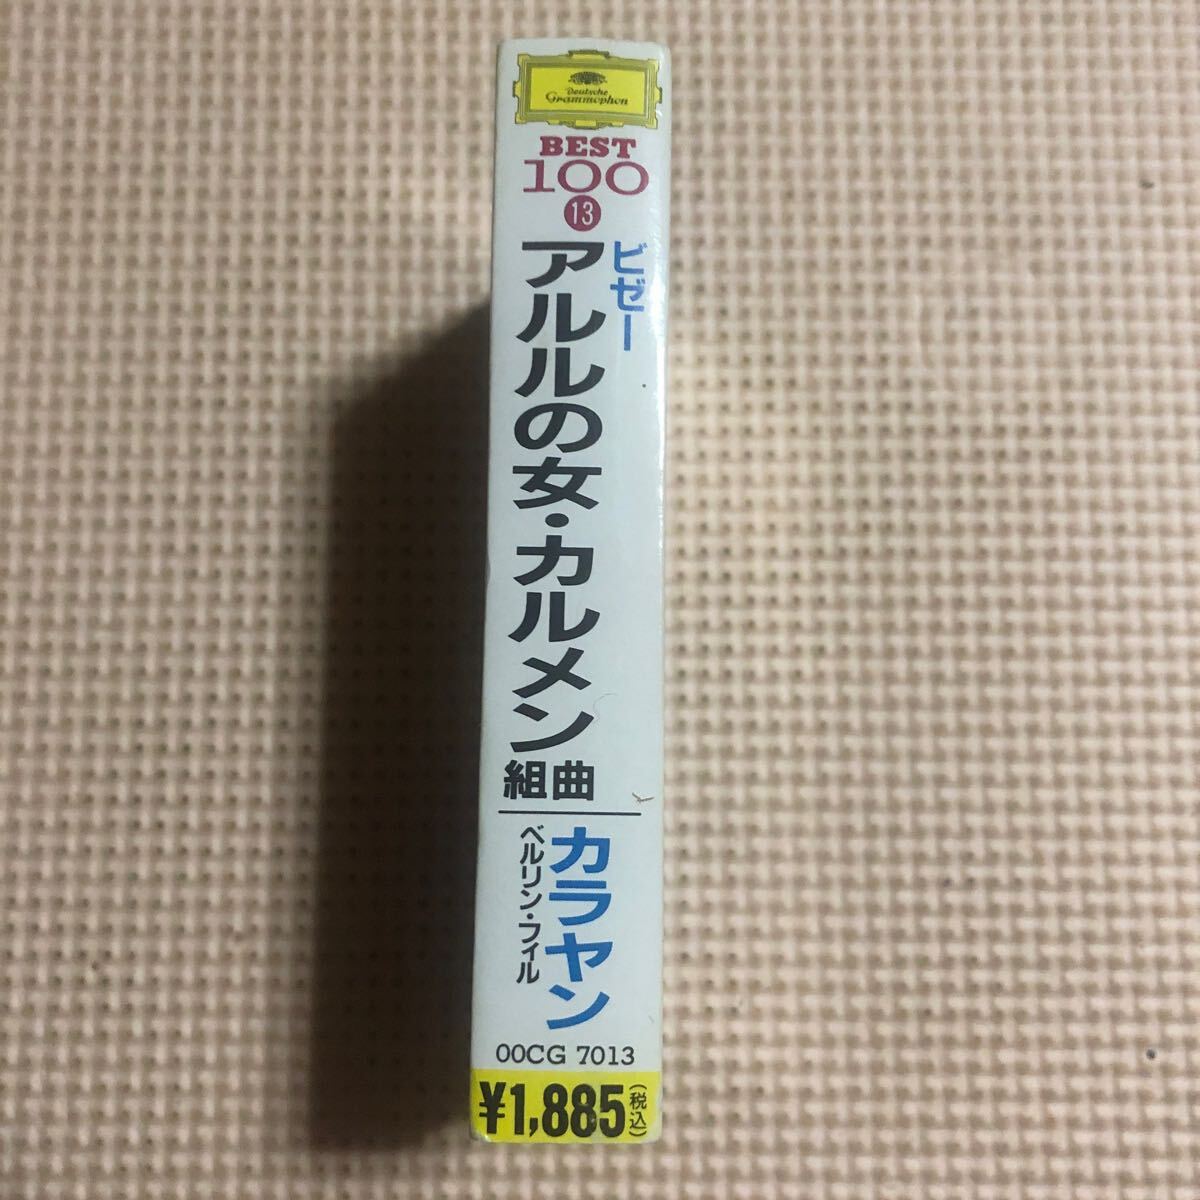 Deutsche
Grammophon
BEST
100
13
ビゼー
アルルの女・カルメン
組曲
カラヤン
ベルリン・フィル
00CG 7013
¥1,885(税込)